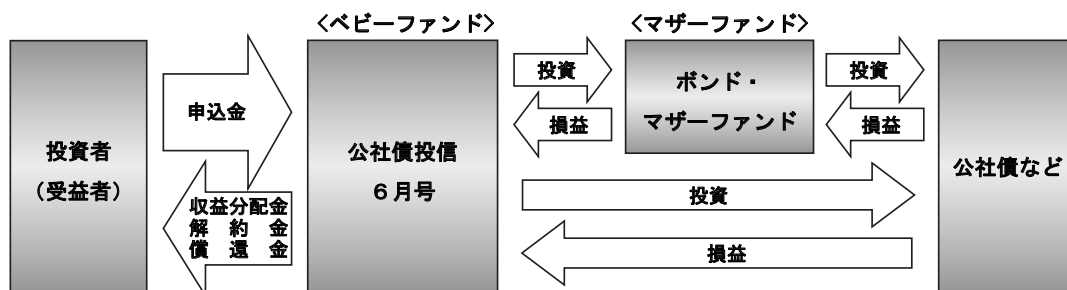 <ベビーファンド>
<マザーファンド>
投資者
（受益者）
申込金
収益分配金
解約金
償還金
公社債投信
６月号
投資
損益
ボンド・
マザーファンド
投資
損益
投資
損益
公社債など